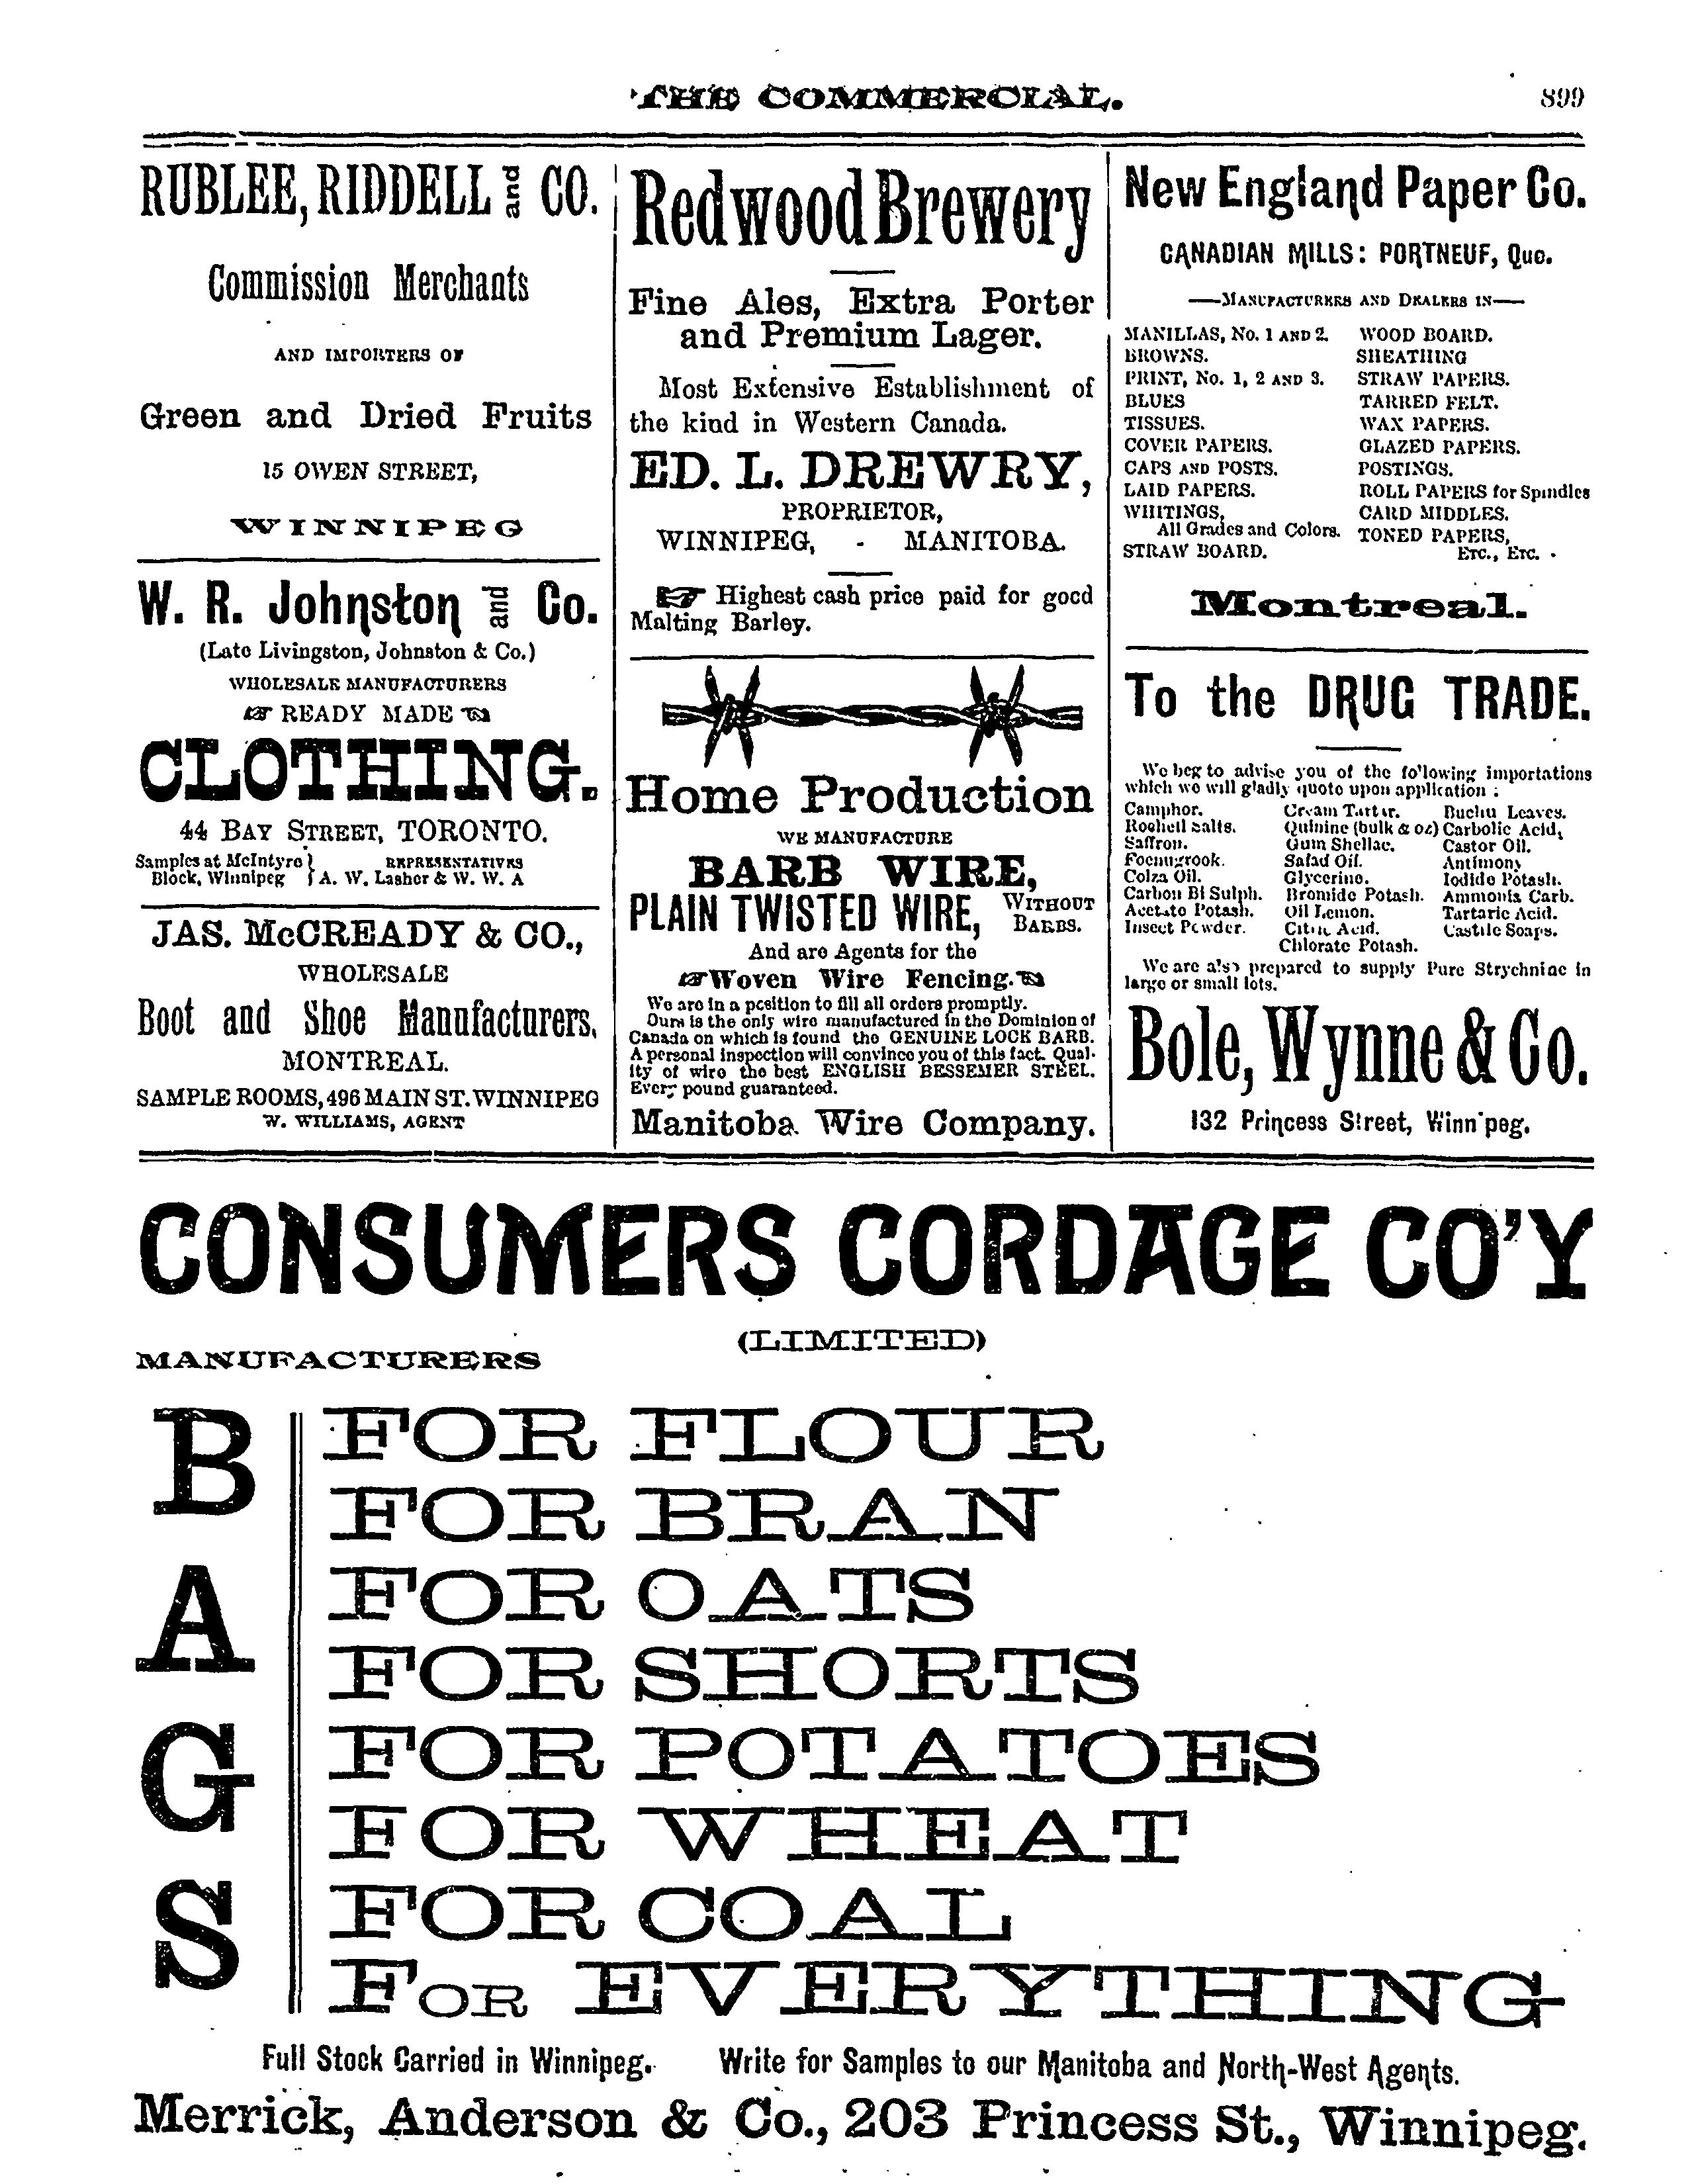 THE COMMERCIAL.
899
RUBLEE, RIDDELL and CO.
Commission Merchants
AND IMPORTERS OF
Green and Dried Fruits
15 OWEN STREET,
WINNIPEG
W. R. Johnston and Co.
(Late Livingston, Johnston & Co.)
WHOLESALE MANUFACTURERS
☞ READY MADE ☜
CLOTHING.
44 BAY STREET, TORONTO.
Samples at McIntyre } REPRESENTATIVES
Block, Winnipeg } A. W. Lasher & W. W. A
JAS. McCREADY & CO.,
WHOLESALE
Boot and Shoe Manufacturers,
MONTREAL.
SAMPLE ROOMS, 496 MAIN ST. WINNIPEG
W. WILLIAMS, AGENT
Redwood Brewery
Fine Ales, Extra Porter
and Premium Lager.
Most Extensive Establishment of
the kind in Western Canada.
ED. L. DREWRY,
PROPRIETOR,
WINNIPEG, - MANITOBA.
☞ Highest cash price paid for good
Malting Barley.
Home Production
WE MANUFACTURE
BARB WIRE,
PLAIN TWISTED WIRE, WITHOUT BARBS.
And are Agents for the
☞Woven Wire Fencing.☜
We are in a position to fill all orders promptly.
Ours is the only wire manufactured in the Dominion of
Canada on which is found the GENUINE LOCK BARB.
A personal inspection will convince you of this fact. Qual-
ity of wire the best ENGLISH BESSEMER STEEL.
Every pound guaranteed.
Manitoba Wire Company.
New England Paper Co.
CANADIAN MILLS: PORTNEUF, Que.
—MANUFACTURERS AND DEALERS IN—
MANILLAS, No. 1 AND 2. WOOD BOARD.
BROWNS. SHEATHING
PRINT, No. 1, 2 AND 3. STRAW PAPERS.
BLUES TARRED FELT.
TISSUES. WAX PAPERS.
COVER PAPERS. GLAZED PAPERS.
CAPS AND POSTS. POSTINGS.
LAID PAPERS. ROLL PAPERS for Spindles
WHITINGS, CARD MIDDLES.
All Grades and Colors. TONED PAPERS,
STRAW BOARD. ETC., ETC.
Montreal.
To the DRUG TRADE.
We beg to advise you of the following importations
which we will gladly quote upon application :
Camphor. Cream Tartar. Buchu Leaves.
Rochell Salts. Quinine (bulk & oz) Carbolic Acid,
Saffron. Gum Shellac. Castor Oil.
Foenugrook. Salad Oil. Antimony
Colza Oil. Glycerine. Iodide Potash.
Carbon Bi Sulph. Bromide Potash. Ammonia Carb.
Acetate Potash. Oil Lemon. Tartaric Acid.
Insect Powder. Citric Acid. Castile Soaps.
Chlorate Potash.
We are also prepared to supply Pure Strychnine in
large or small lots.
Bole, Wynne & Co.
132 Princess Street, Winnipeg.
CONSUMERS CORDAGE CO'Y
(LIMITED)
MANUFACTURERS
BAGS
FOR FLOUR
FOR BRAN
FOR OATS
FOR SHORTS
FOR POTATOES
FOR WHEAT
FOR COAL
FOR EVERYTHING
Full Stock Carried in Winnipeg. Write for Samples to our Manitoba and North-West Agents.
Merrick, Anderson & Co., 203 Princess St., Winnipeg.